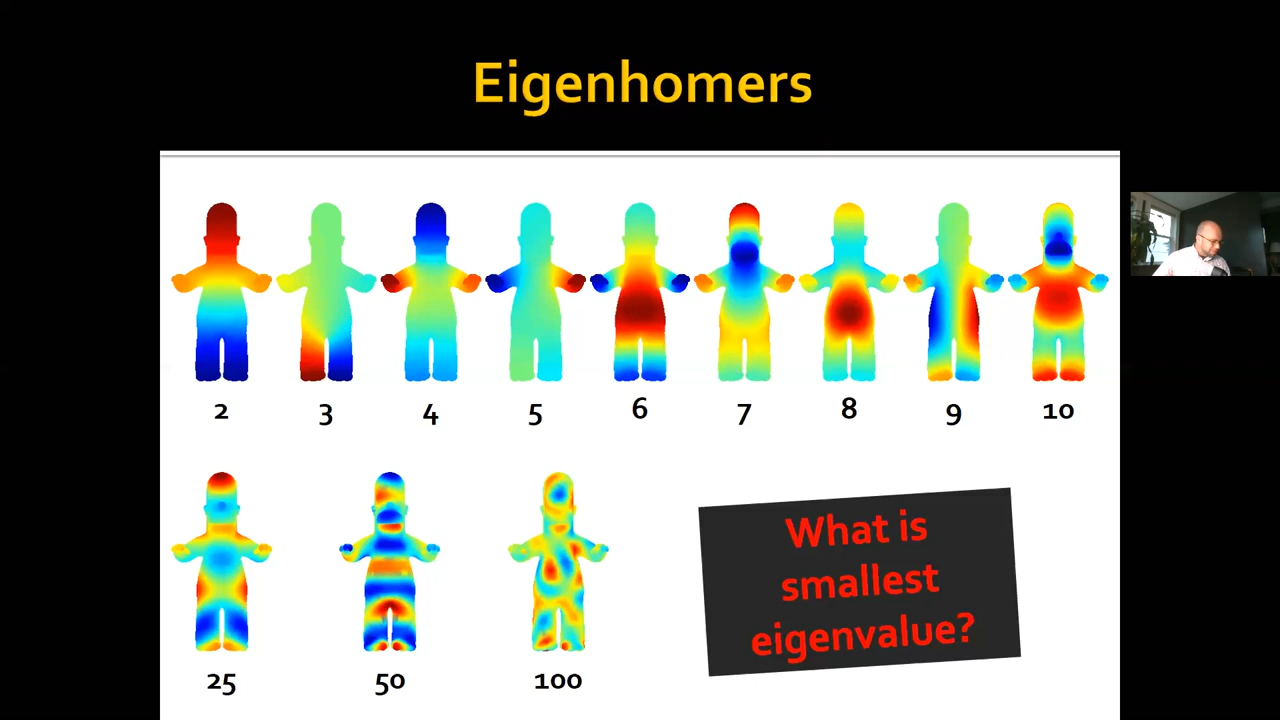 Eigenhomers
2 3 4 5 6 7 8 9 10
25 50 100
What is
smallest
eigenvalue?